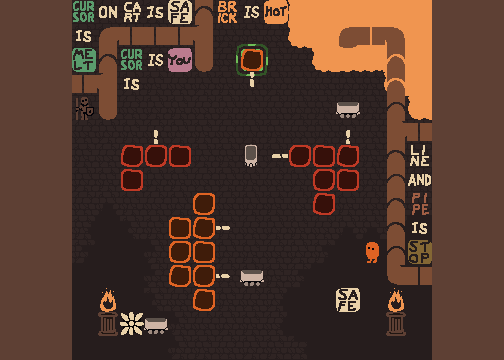 CURSOR ON CART IS SAFE BRICK IS HOT
IS
MELT CURSOR IS YOU
IS
LINE
AND
PIPE
IS
STOP
SAFE